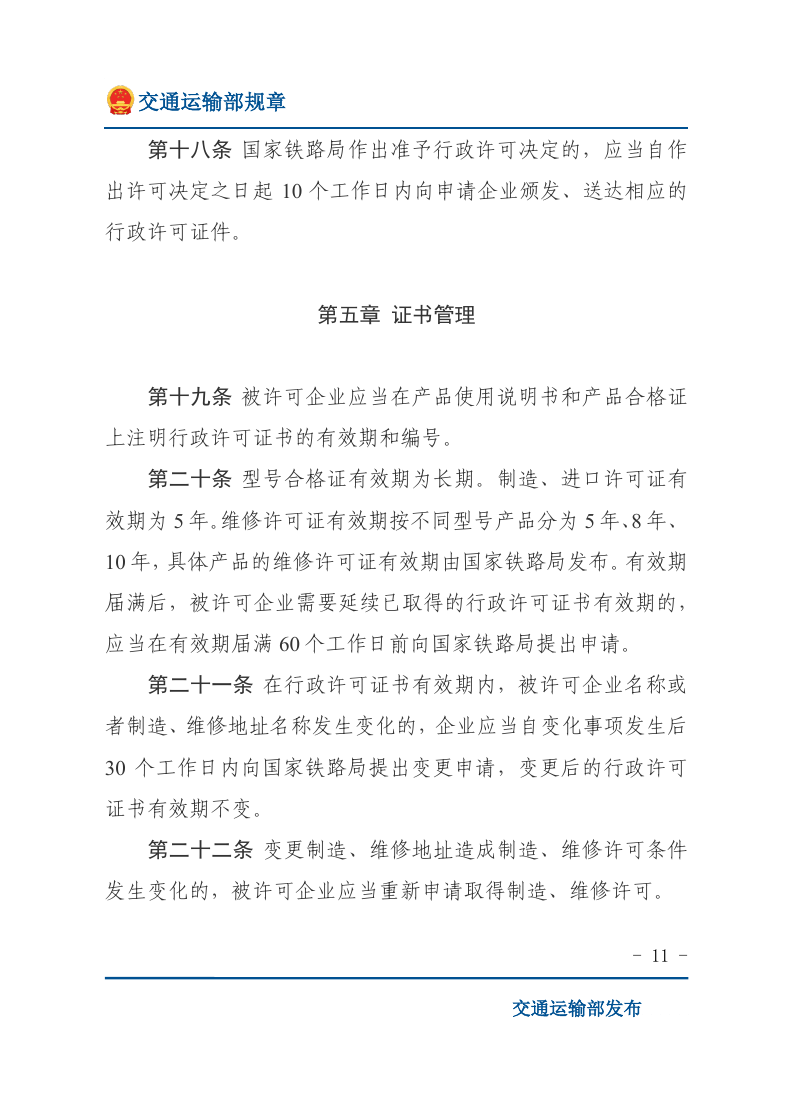 交通运输部规章
第十八条 国家铁路局作出准予行政许可决定的，应当自作
出许可决定之日起 10 个工作日内向申请企业颁发、送达相应的
行政许可证件。
第五章 证书管理
第十九条 被许可企业应当在产品使用说明书和产品合格证
上注明行政许可证书的有效期和编号。
第二十条 型号合格证有效期为长期。制造、进口许可证有
效期为 5 年。维修许可证有效期按不同型号产品分为 5 年、8 年、
10 年，具体产品的维修许可证有效期由国家铁路局发布。有效期
届满后，被许可企业需要延续已取得的行政许可证书有效期的，
应当在有效期届满 60 个工作日前向国家铁路局提出申请。
第二十一条 在行政许可证书有效期内，被许可企业名称或
者制造、维修地址名称发生变化的，企业应当自变化事项发生后
30 个工作日内向国家铁路局提出变更申请，变更后的行政许可
证书有效期不变。
第二十二条 变更制造、维修地址造成制造、维修许可条件
发生变化的，被许可企业应当重新申请取得制造、维修许可。
- 11 -
交通运输部发布